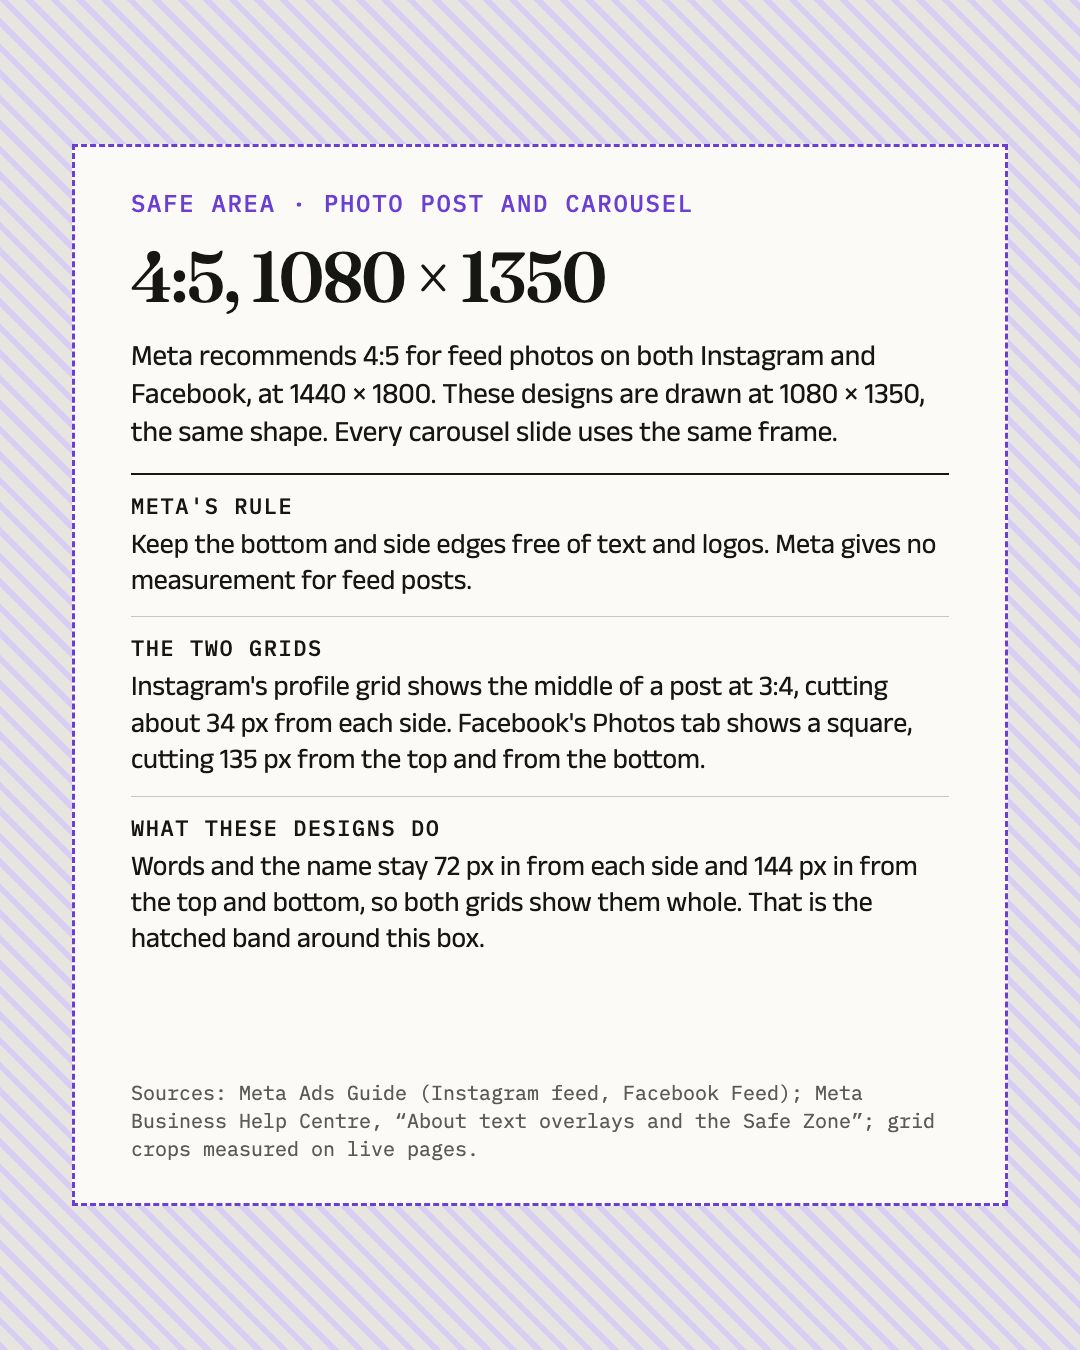 SAFE AREA · PHOTO POST AND CAROUSEL
4:5, 1080 × 1350
Meta recommends 4:5 for feed photos on both Instagram and
Facebook, at 1440 × 1800. These designs are drawn at 1080 × 1350,
the same shape. Every carousel slide uses the same frame.
META'S RULE
Keep the bottom and side edges free of text and logos. Meta gives no
measurement for feed posts.
THE TWO GRIDS
Instagram's profile grid shows the middle of a post at 3:4, cutting
about 34 px from each side. Facebook's Photos tab shows a square,
cutting 135 px from the top and from the bottom.
WHAT THESE DESIGNS DO
Words and the name stay 72 px in from each side and 144 px in from
the top and bottom, so both grids show them whole. That is the
hatched band around this box.
Sources: Meta Ads Guide (Instagram feed, Facebook Feed); Meta
Business Help Centre, “About text overlays and the Safe Zone”; grid
crops measured on live pages.